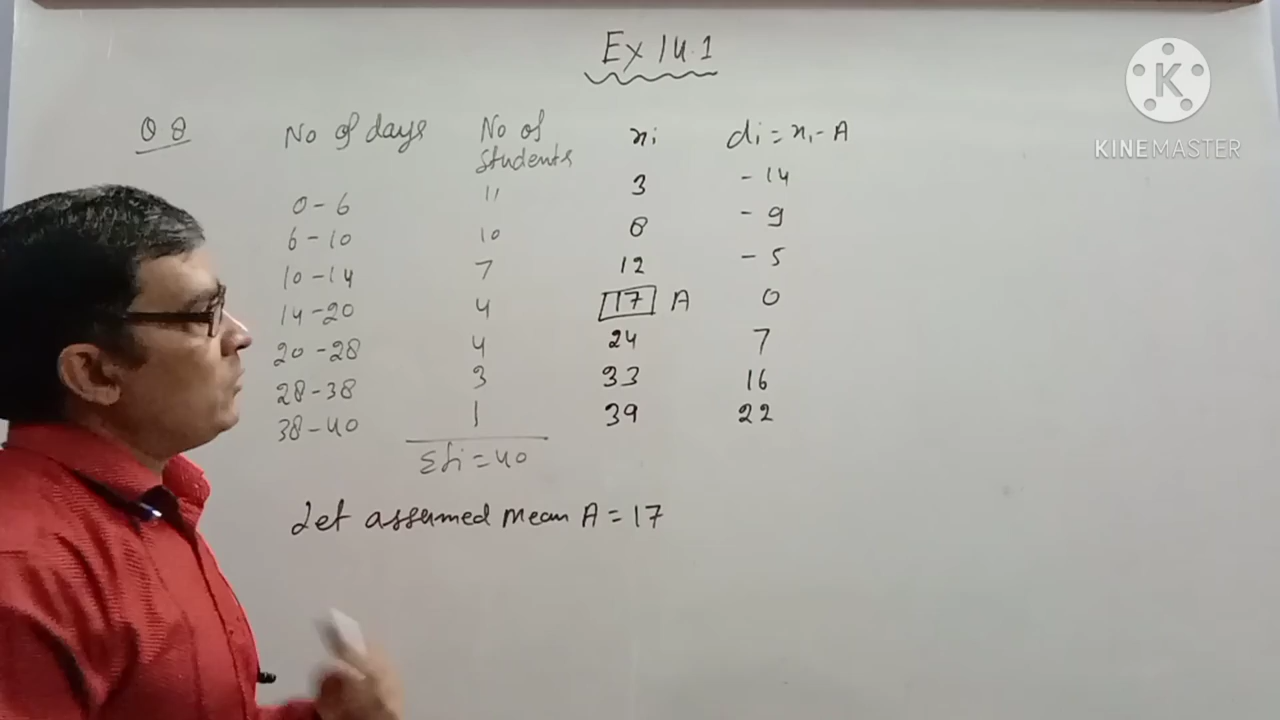 Ex 14.1
KINEMASTER
Q 8 No of days No of students xi di = xi - A
0 - 6 11 3 - 14
6 - 10 10 8 - 9
10 - 14 7 12 - 5
14 - 20 4 17 A 0
20 - 28 4 24 7
28 - 38 3 33 16
38 - 40 1 39 22
Σfi = 40
Let assumed mean A = 17